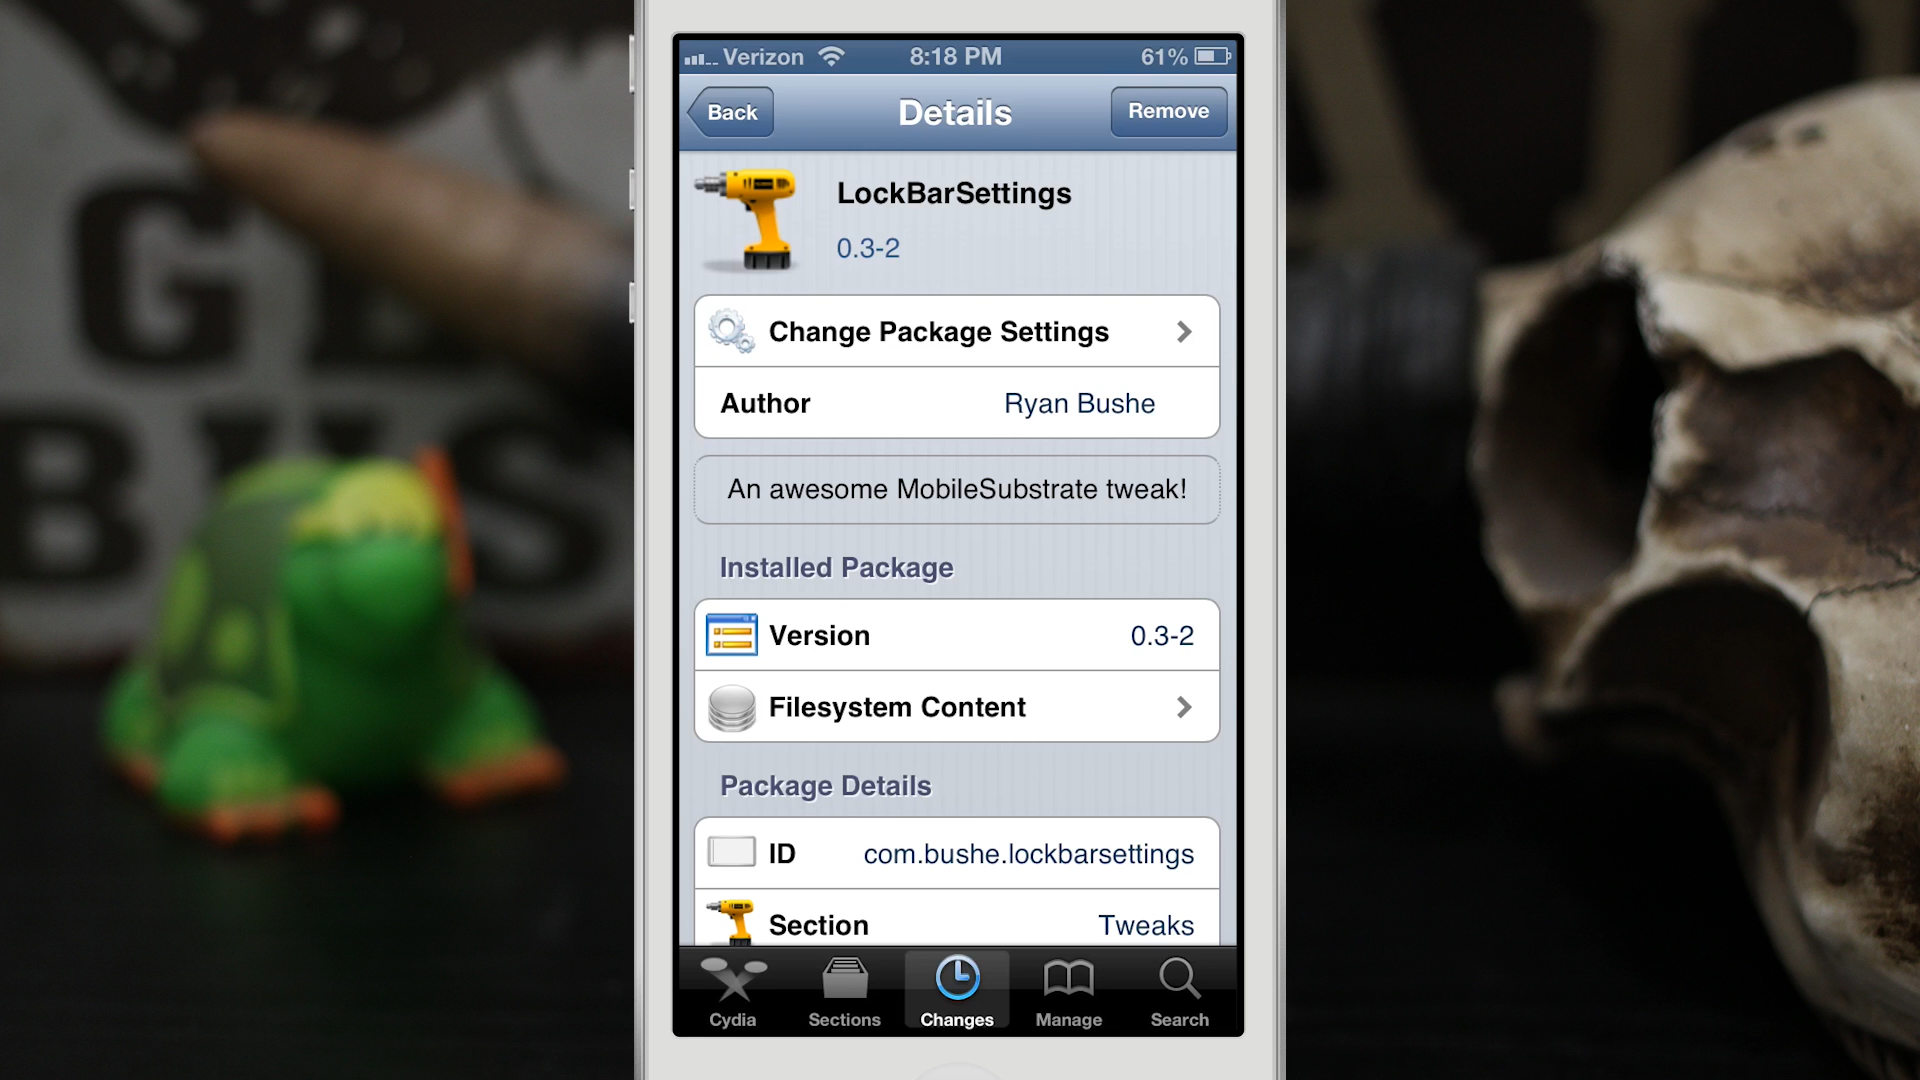 Verizon 8:18 PM 61%
Back Details Remove
LockBarSettings
0.3-2
Change Package Settings
Author Ryan Bushe
An awesome MobileSubstrate tweak!
Installed Package
Version 0.3-2
Filesystem Content
Package Details
ID com.bushe.lockbarsettings
Section Tweaks
Cydia Sections Changes Manage Search